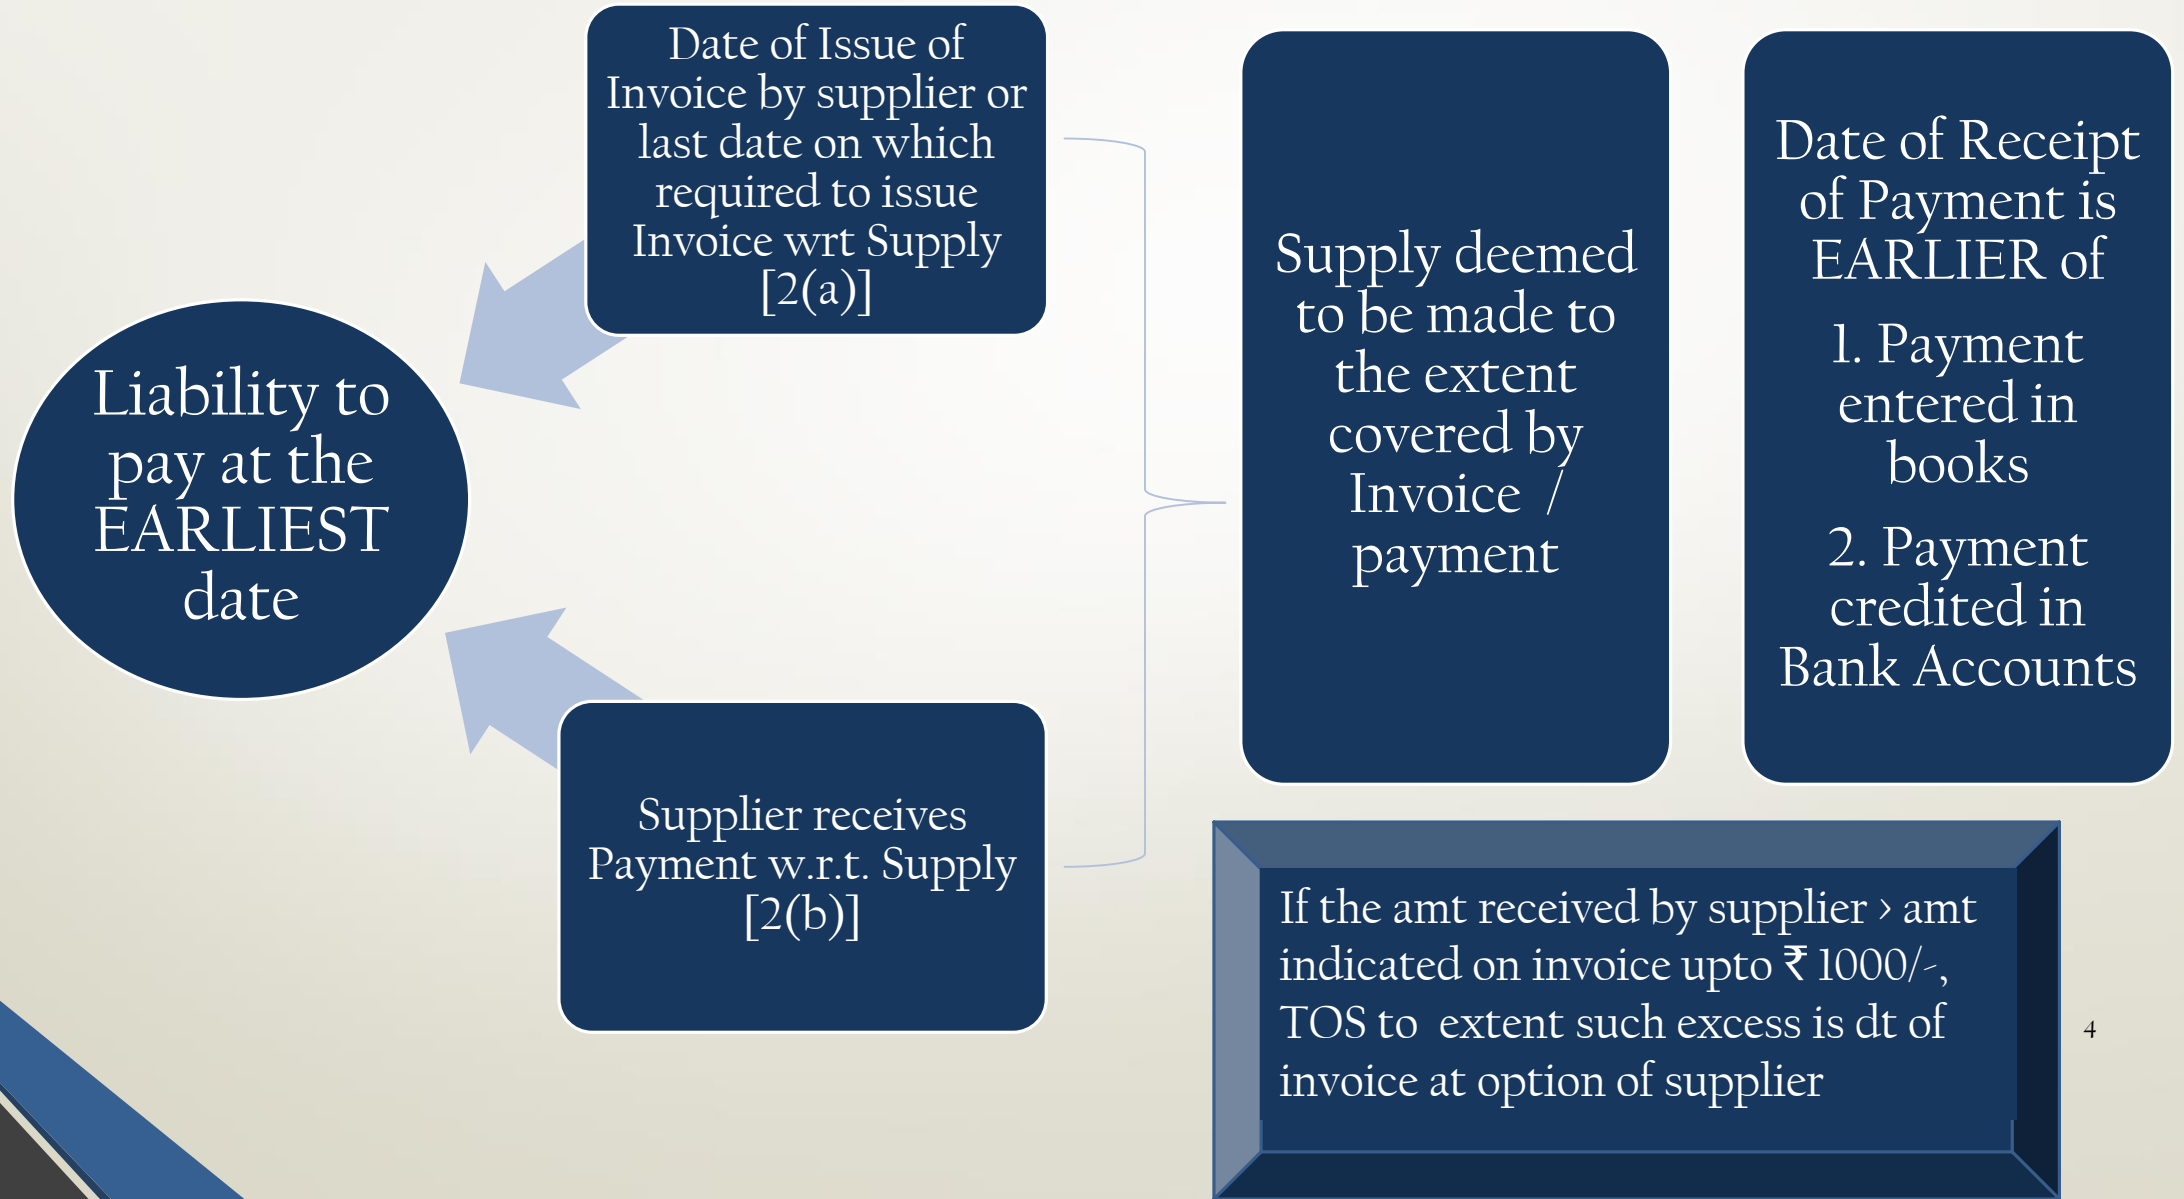 Liability to
pay at the
EARLIEST
date
Date of Issue of
Invoice by supplier or
last date on which
required to issue
Invoice wrt Supply
[2(a)]
Supplier receives
Payment w.r.t. Supply
[2(b)]
Supply deemed
to be made to
the extent
covered by
Invoice /
payment
Date of Receipt
of Payment is
EARLIER of
1. Payment
entered in
books
2. Payment
credited in
Bank Accounts
If the amt received by supplier > amt
indicated on invoice upto ₹ 1000/-,
TOS to extent such excess is dt of
invoice at option of supplier
4